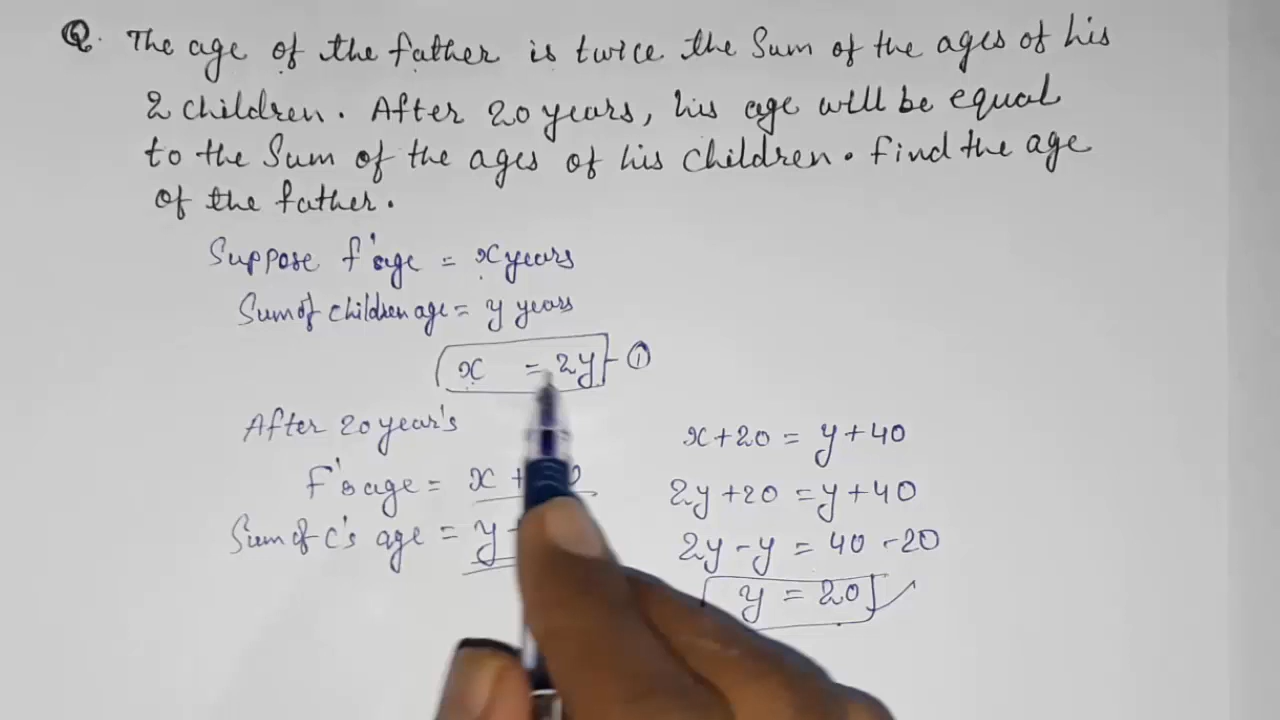 Q. The age of the father is twice the Sum of the ages of his
2 children. After 20 years, his age will be equal
to the Sum of the ages of his children. find the age
of the father.
Suppose f's age = x years
Sum of children age = y years
x = 2y - ①
After 20 year's
F's age = x +
Sum of c's age = y
x + 20 = y + 40
2y + 20 = y + 40
2y - y = 40 - 20
y = 20